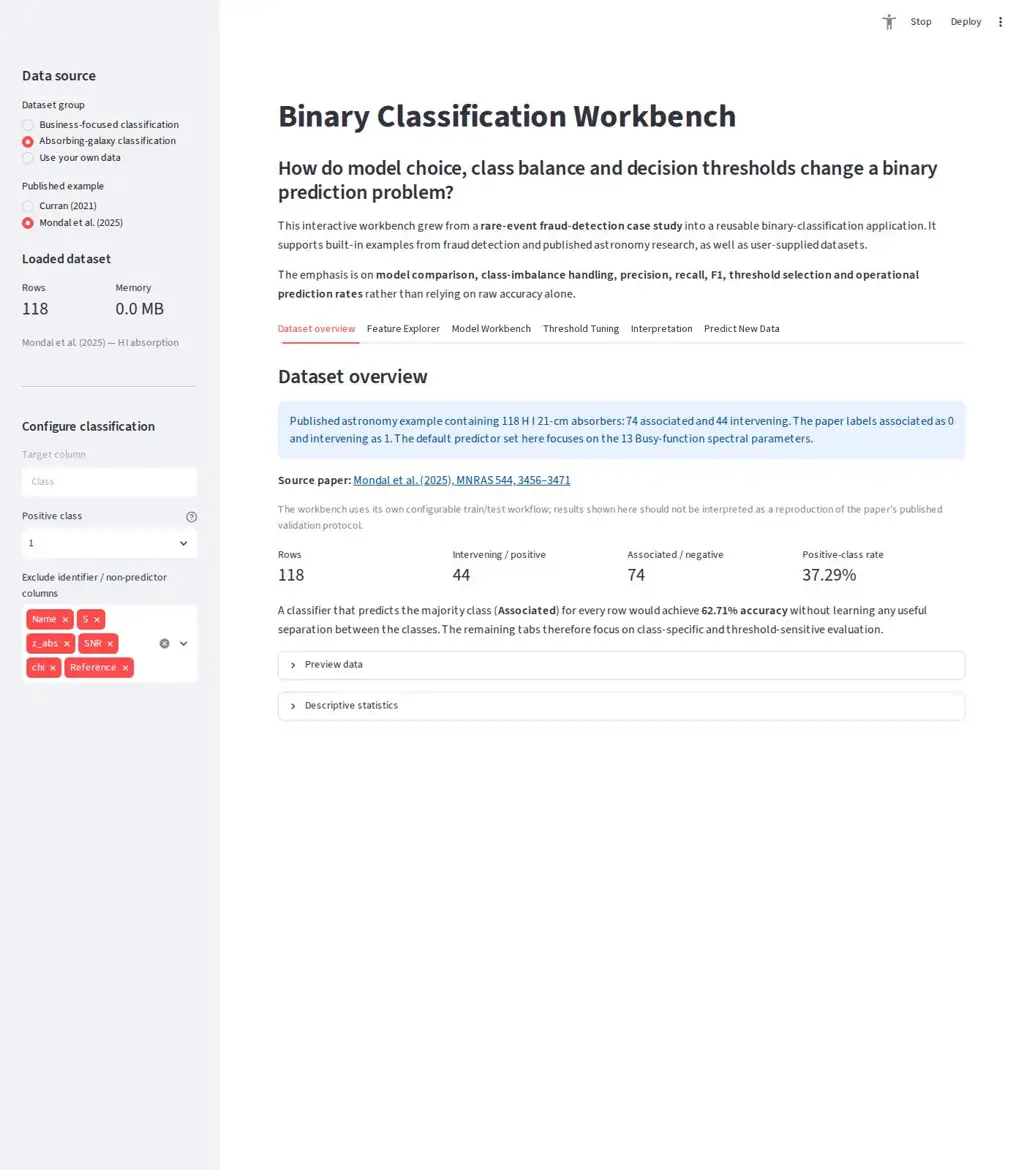 Stop Deploy
Data source
Dataset group
Business-focused classification
Absorbing-galaxy classification
Use your own data
Published example
Curran (2021)
Mondal et al. (2025)
Loaded dataset
Rows Memory
118 0.0 MB
Mondal et al. (2025) — H I absorption
Configure classification
Target column
Class
Positive class
1
Exclude identifier / non-predictor
columns
Name × S ×
z_abs × SNR ×
chi × Reference ×
Binary Classification Workbench
How do model choice, class balance and decision thresholds change a binary
prediction problem?
This interactive workbench grew from a rare-event fraud-detection case study into a reusable binary-classification application. It
supports built-in examples from fraud detection and published astronomy research, as well as user-supplied datasets.
The emphasis is on model comparison, class-imbalance handling, precision, recall, F1, threshold selection and operational
prediction rates rather than relying on raw accuracy alone.
Dataset overview Feature Explorer Model Workbench Threshold Tuning Interpretation Predict New Data
Dataset overview
Published astronomy example containing 118 H I 21-cm absorbers: 74 associated and 44 intervening. The paper labels associated as 0
and intervening as 1. The default predictor set here focuses on the 13 Busy-function spectral parameters.
Source paper: Mondal et al. (2025), MNRAS 544, 3456–3471
The workbench uses its own configurable train/test workflow; results shown here should not be interpreted as a reproduction of the paper's published
validation protocol.
Rows Intervening / positive Associated / negative Positive-class rate
118 44 74 37.29%
A classifier that predicts the majority class (Associated) for every row would achieve 62.71% accuracy without learning any useful
separation between the classes. The remaining tabs therefore focus on class-specific and threshold-sensitive evaluation.
Preview data
Descriptive statistics